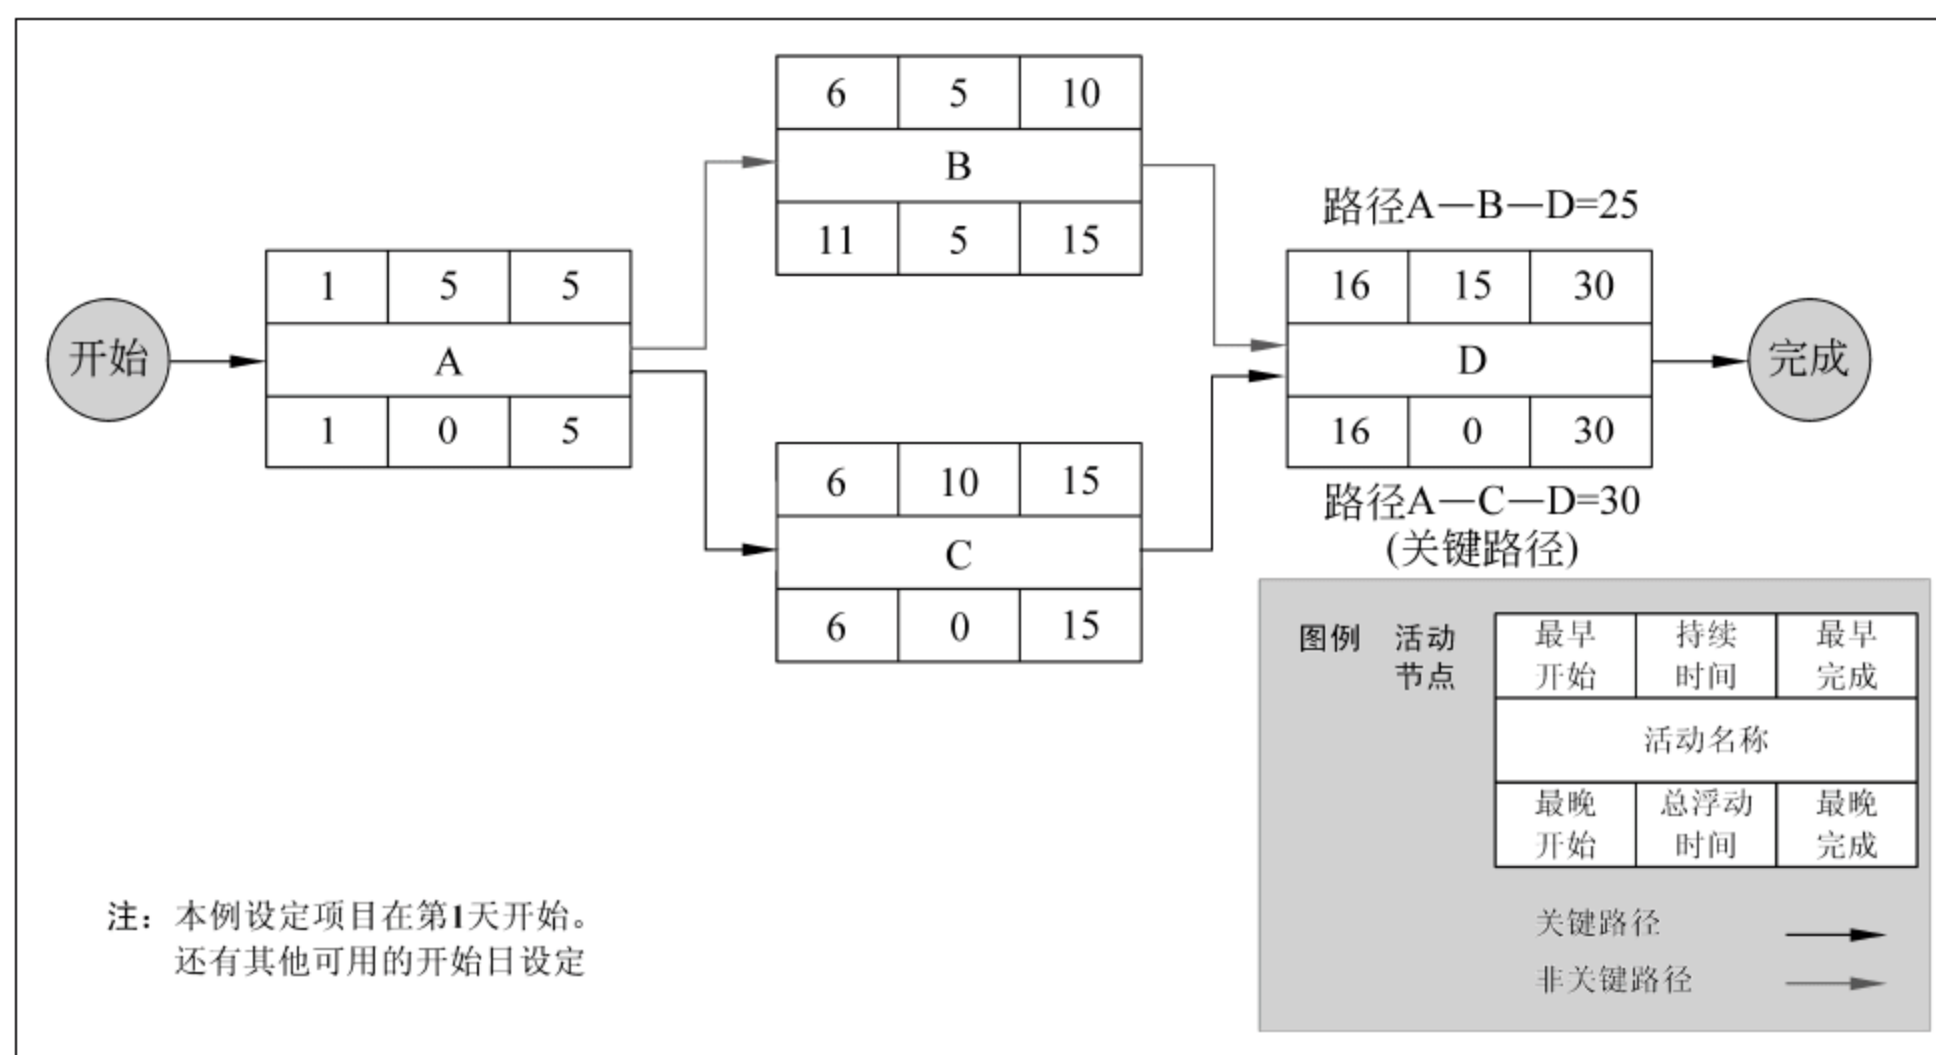 6 5 10
B
11 5 15
路径A—B—D=25
开始
1 5 5
A
1 0 5
16 15 30
D
16 0 30
完成
6 10 15
C
6 0 15
路径A—C—D=30
(关键路径)
图例 活动
节点
最早 持续 最早
开始 时间 完成
活动名称
最晚 总浮动 最晚
开始 时间 完成
关键路径
非关键路径
注：本例设定项目在第1天开始。
还有其他可用的开始日设定